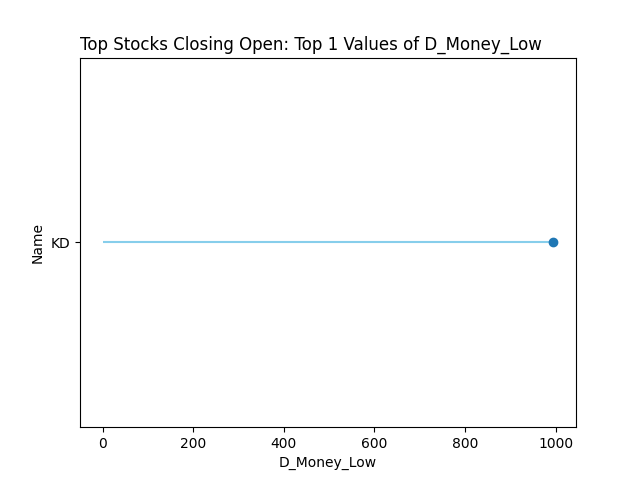 Top Stocks Closing Open: Top 1 Values of D_Money_Low
Name
KD
0 200 400 600 800 1000
D_Money_Low